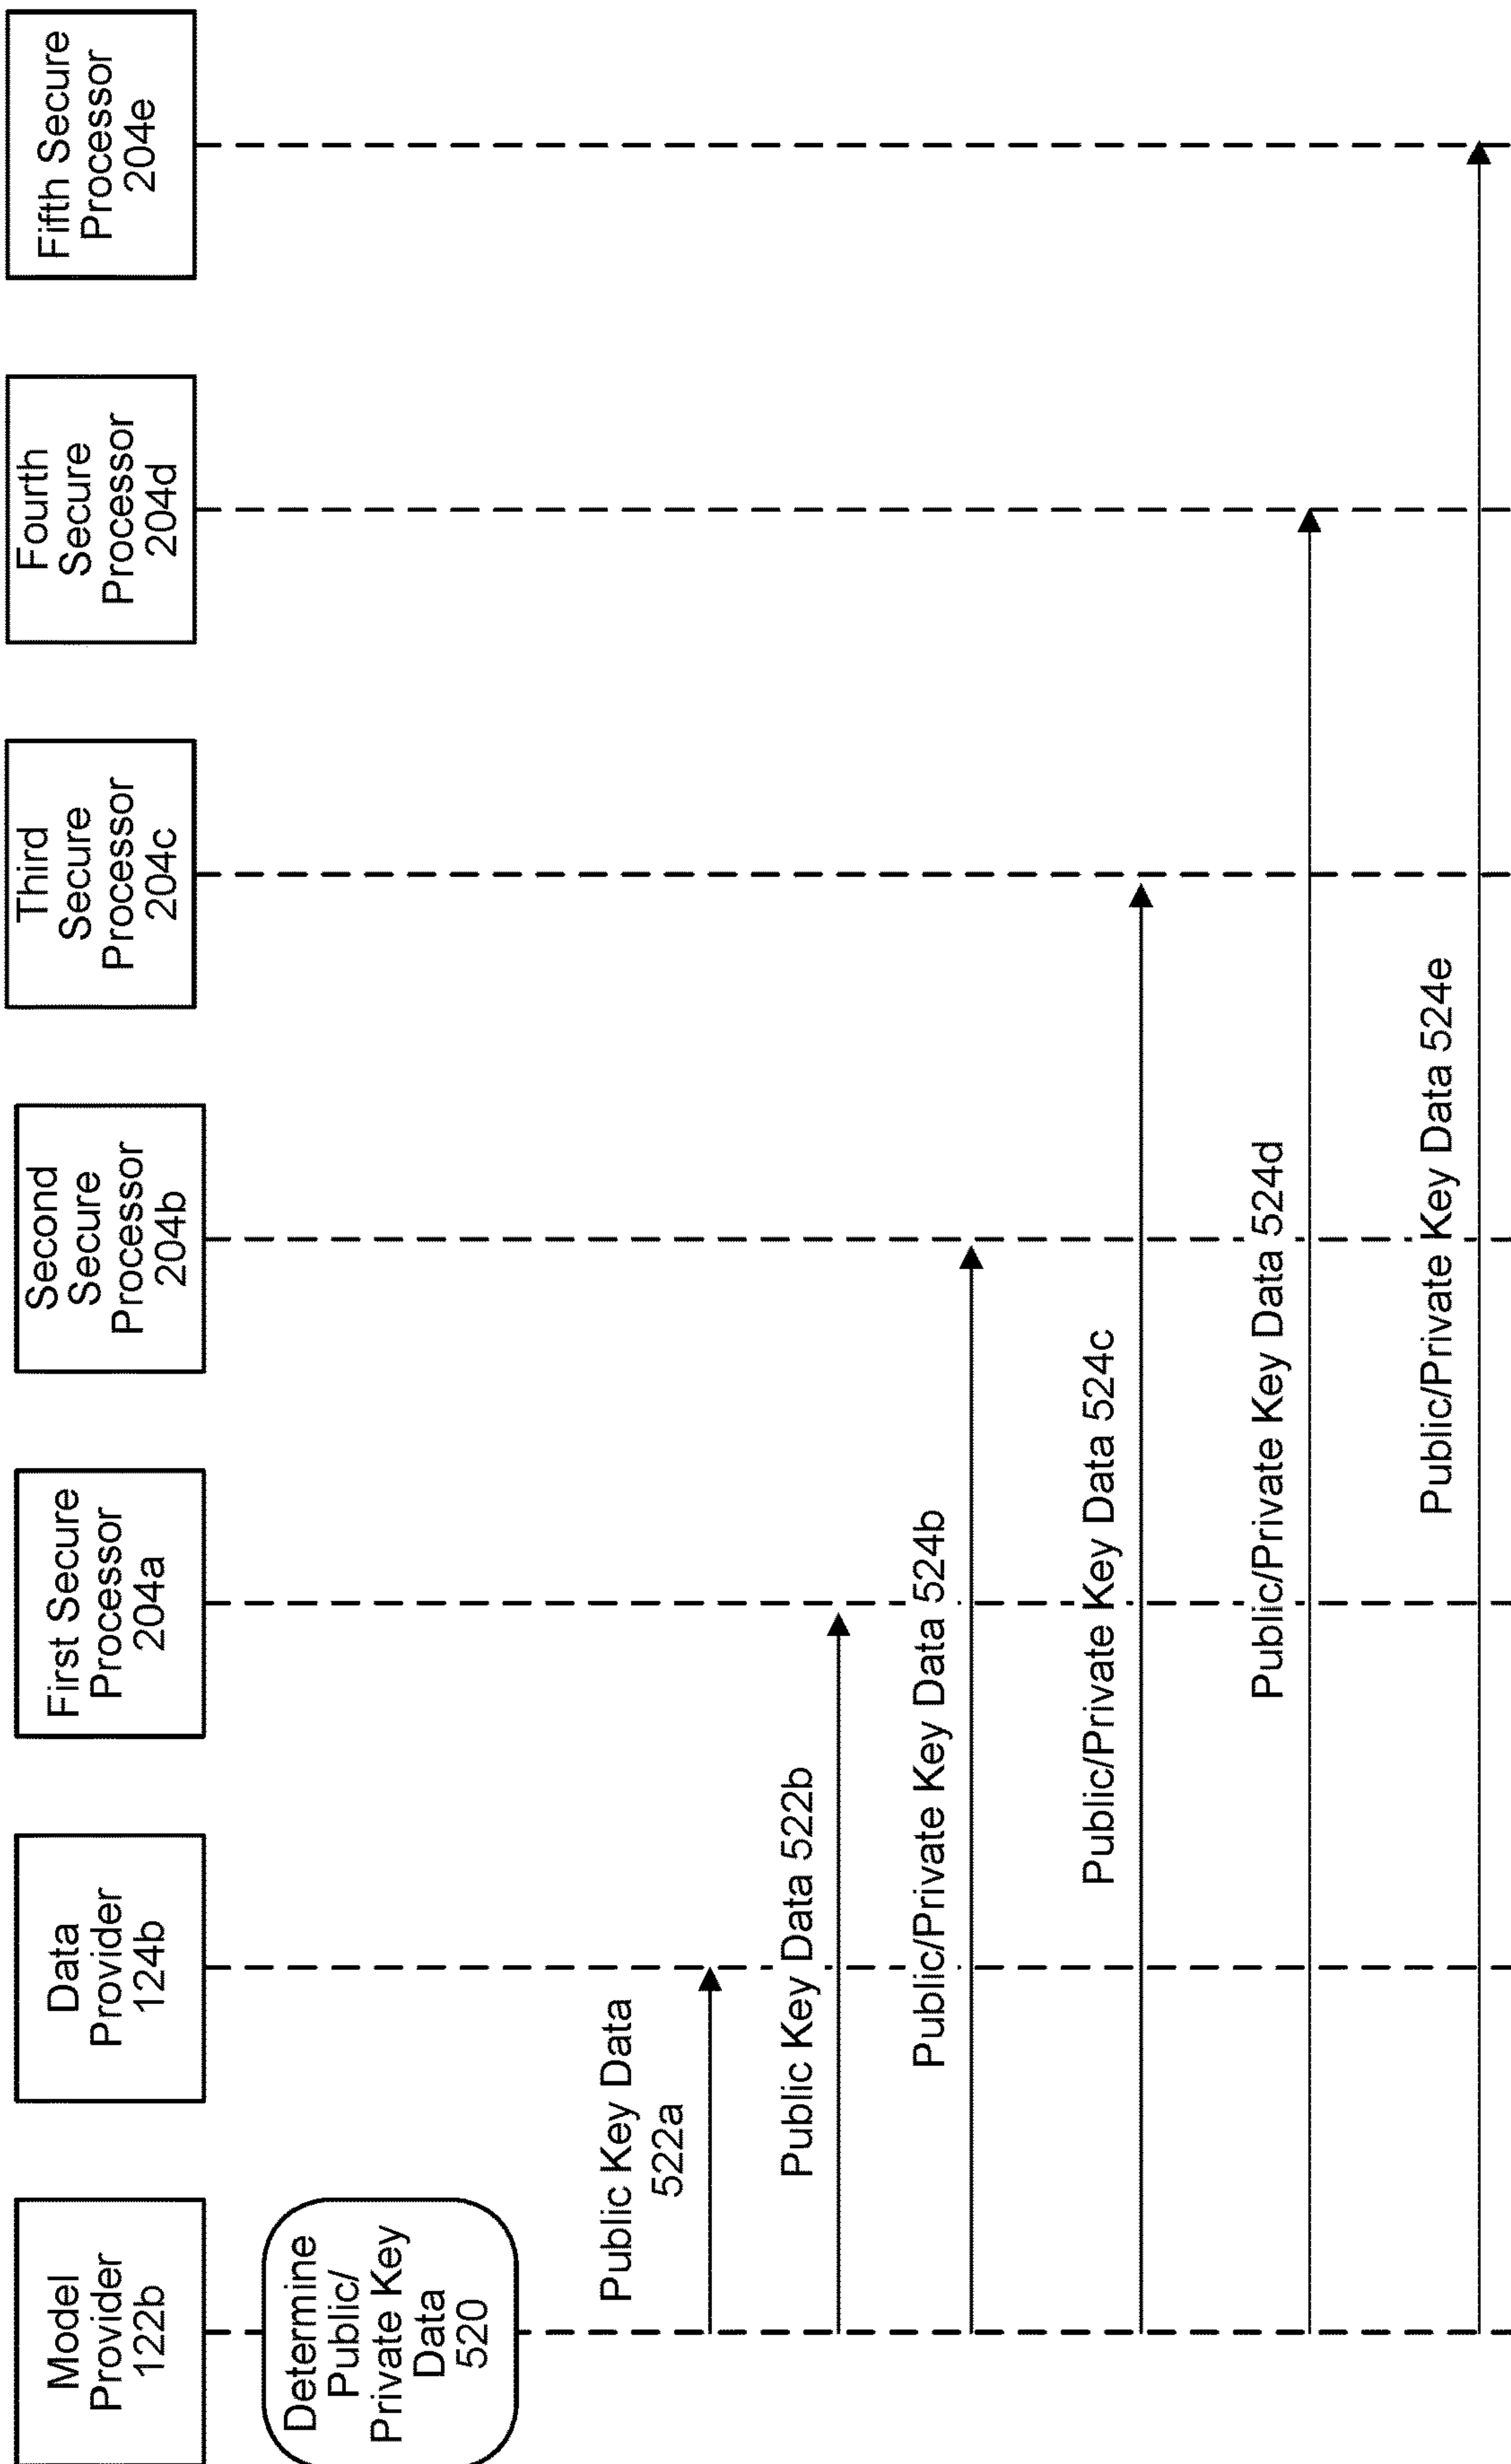 Model
Provider
122b
Data
Provider
124b
First Secure
Processor
204a
Second
Secure
Processor
204b
Third
Secure
Processor
204c
Fourth
Secure
Processor
204d
Fifth Secure
Processor
204e
Determine
Public/
Private Key
Data
520
Public Key Data
522a
Public Key Data 522b
Public/Private Key Data 524b
Public/Private Key Data 524c
Public/Private Key Data 524d
Public/Private Key Data 524e